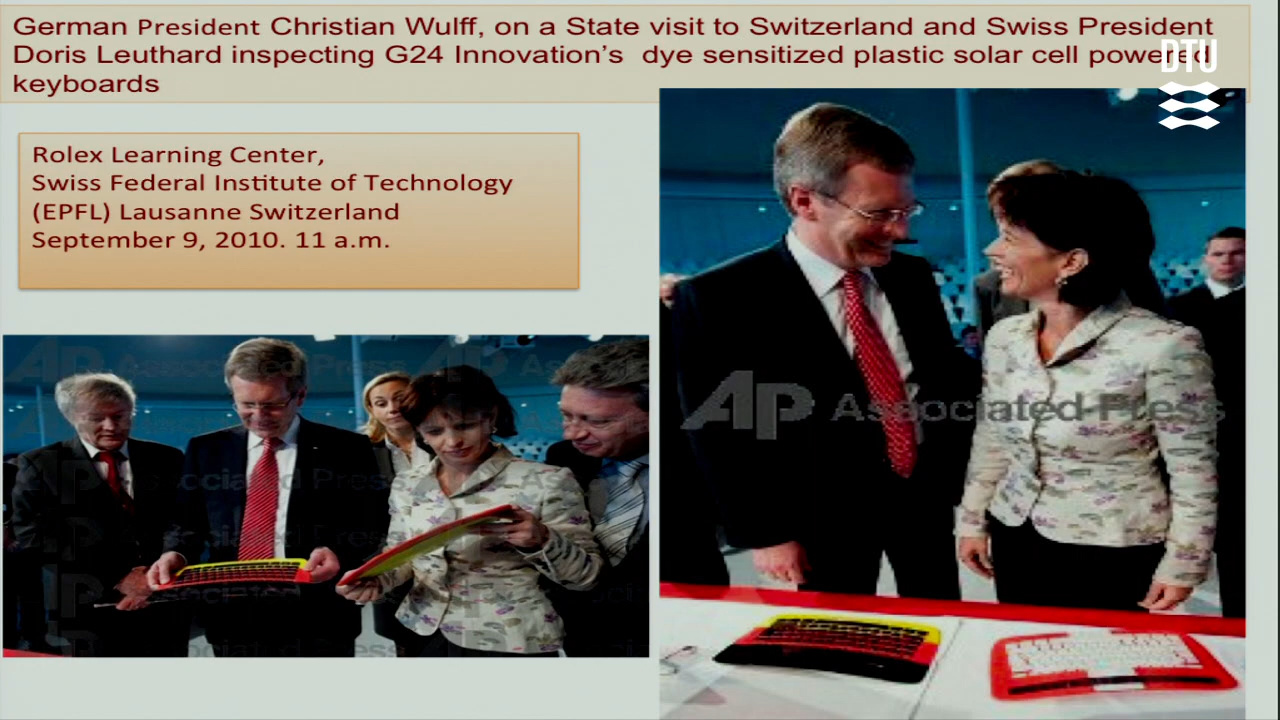 German President Christian Wulff, on a State visit to Switzerland and Swiss President
Doris Leuthard inspecting G24 Innovation’s dye sensitized plastic solar cell powered
keyboards
DTU
Rolex Learning Center,
Swiss Federal Institute of Technology
(EPFL) Lausanne Switzerland
September 9, 2010. 11 a.m.
AP Associated Press
AP Associated Press